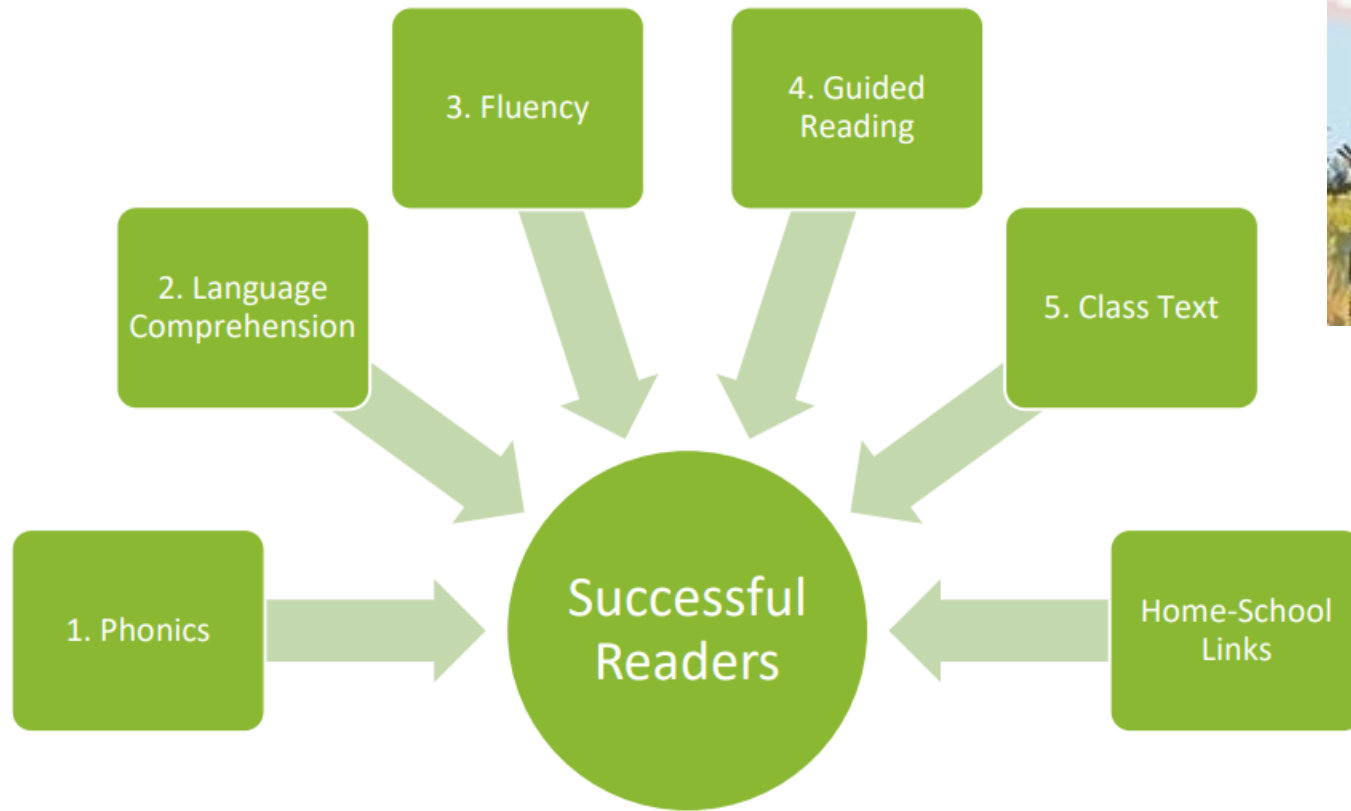 3. Fluency
4. Guided
Reading
2. Language
Comprehension
5. Class Text
1. Phonics
Successful
Readers
Home-School
Links